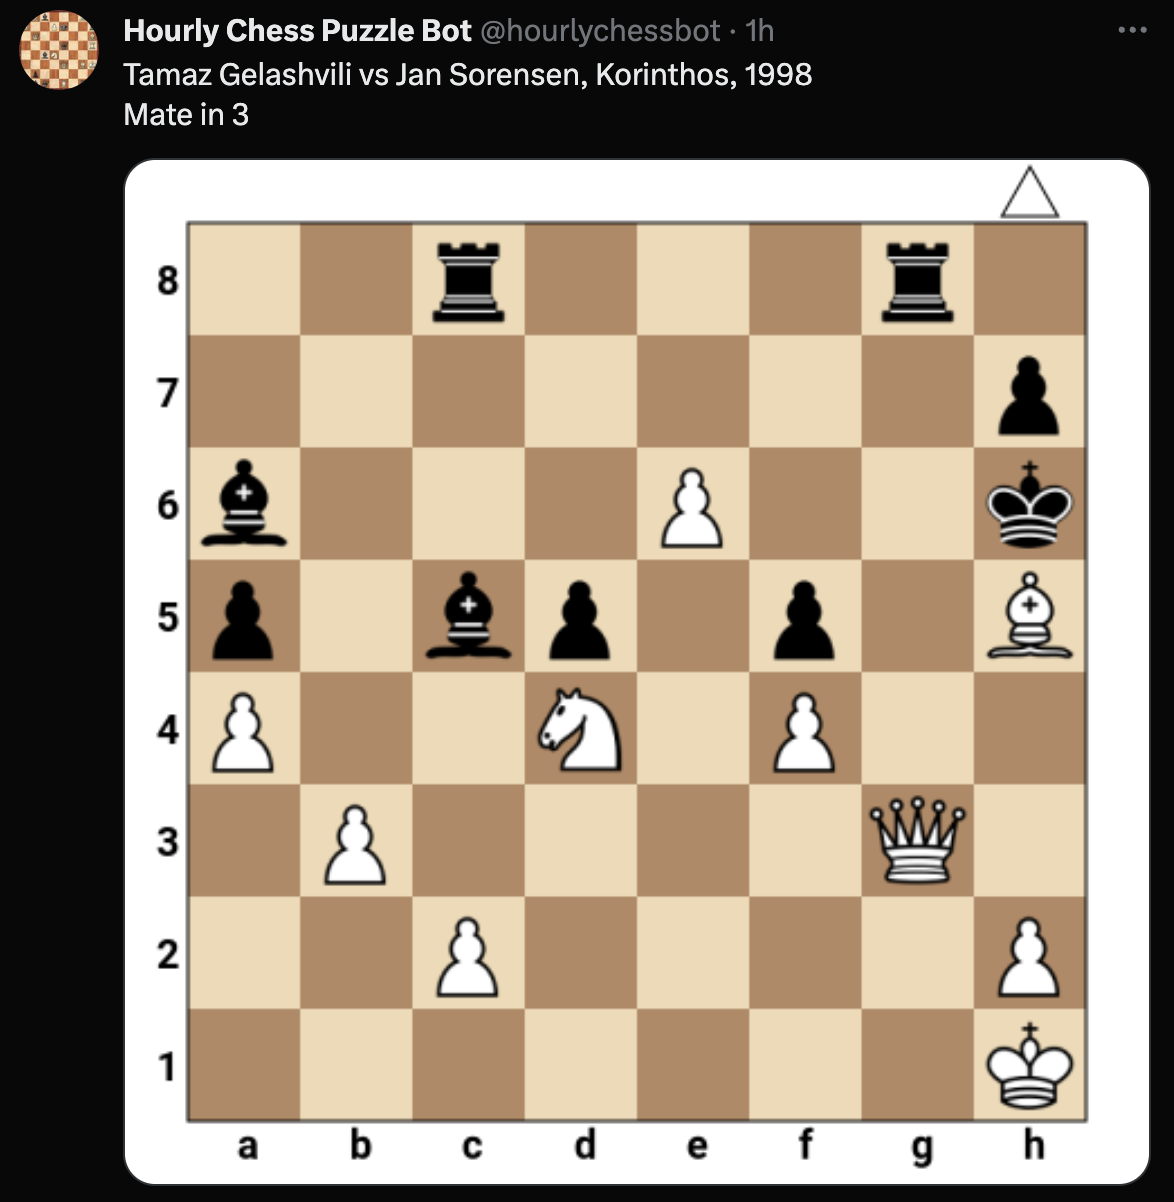 Hourly Chess Puzzle Bot @hourlychessbot · 1h
Tamaz Gelashvili vs Jan Sorensen, Korinthos, 1998
Mate in 3
8
7
6
5
4
3
2
1
a b c d e f g h